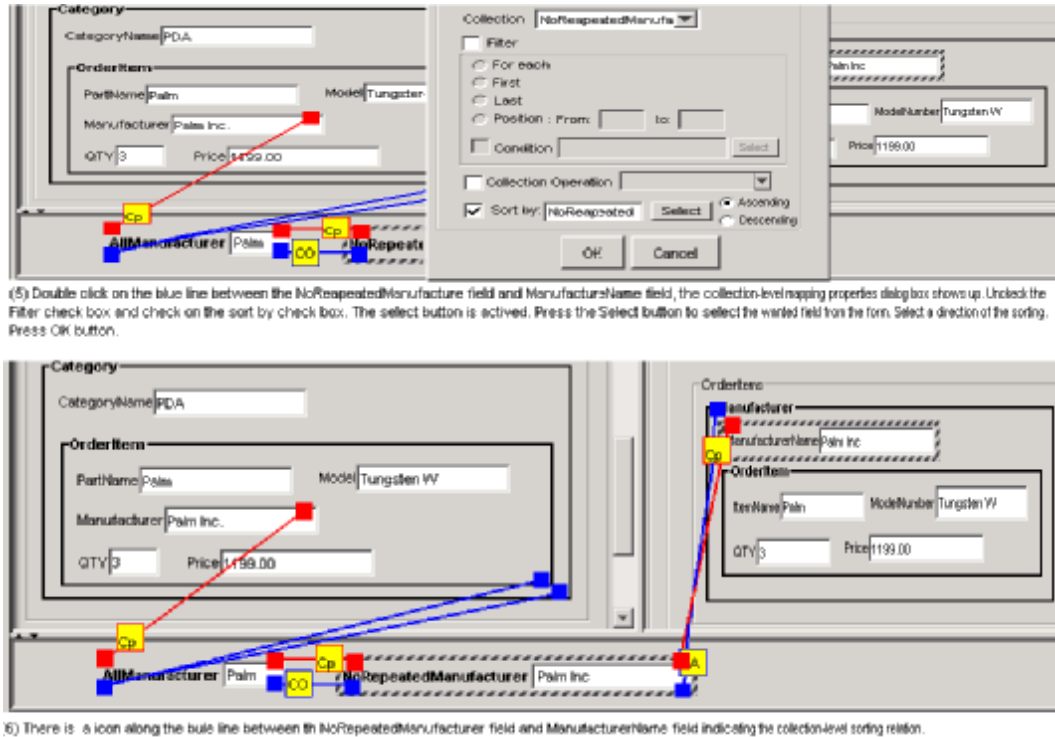 Category
CategoryName PDA
OrderItem
PartName Palm
Model Tungsten
Manufacturer Palm Inc.
QTY 3
Price 1199.00
Cp
AllManufacturer Palm
Cp
CO
NoRepeate
Collection NoReapeatedManufa
Filter
For each
First
Last
Position : From: to:
Condition Select
Collection Operation
Sort by: NoReapeated Select
Ascending
Descending
OK Cancel
Palm Inc
ModelNumber Tungsten W
Price 1199.00
(5) Double click on the blue line between the NoReapeatedManufacture field and ManufactureName field, the collection-level mapping properties dialog box shows up. Uncheck the
Filter check box and check on the sort by check box. The select button is actived. Press the Select button to select the wanted field from the form. Select a direction of the sorting.
Press OK button.
Category
CategoryName PDA
OrderItem
PartName Palm
Model Tungsten W
Manufacturer Palm Inc.
QTY 3
Price 1199.00
Cp
AllManufacturer Palm
Cp
CO
NoRepeatedManufacturer Palm Inc
A
OrderItems
Manufacturer
ManufacturerName Palm Inc
Cp
OrderItem
ItemName Palm
ModelNumber Tungsten W
QTY 3
Price 1199.00
6) There is a icon along the bule line between th NoRepeatedManufacturer field and ManufacturerName field indicating the colection-level sorting relation.